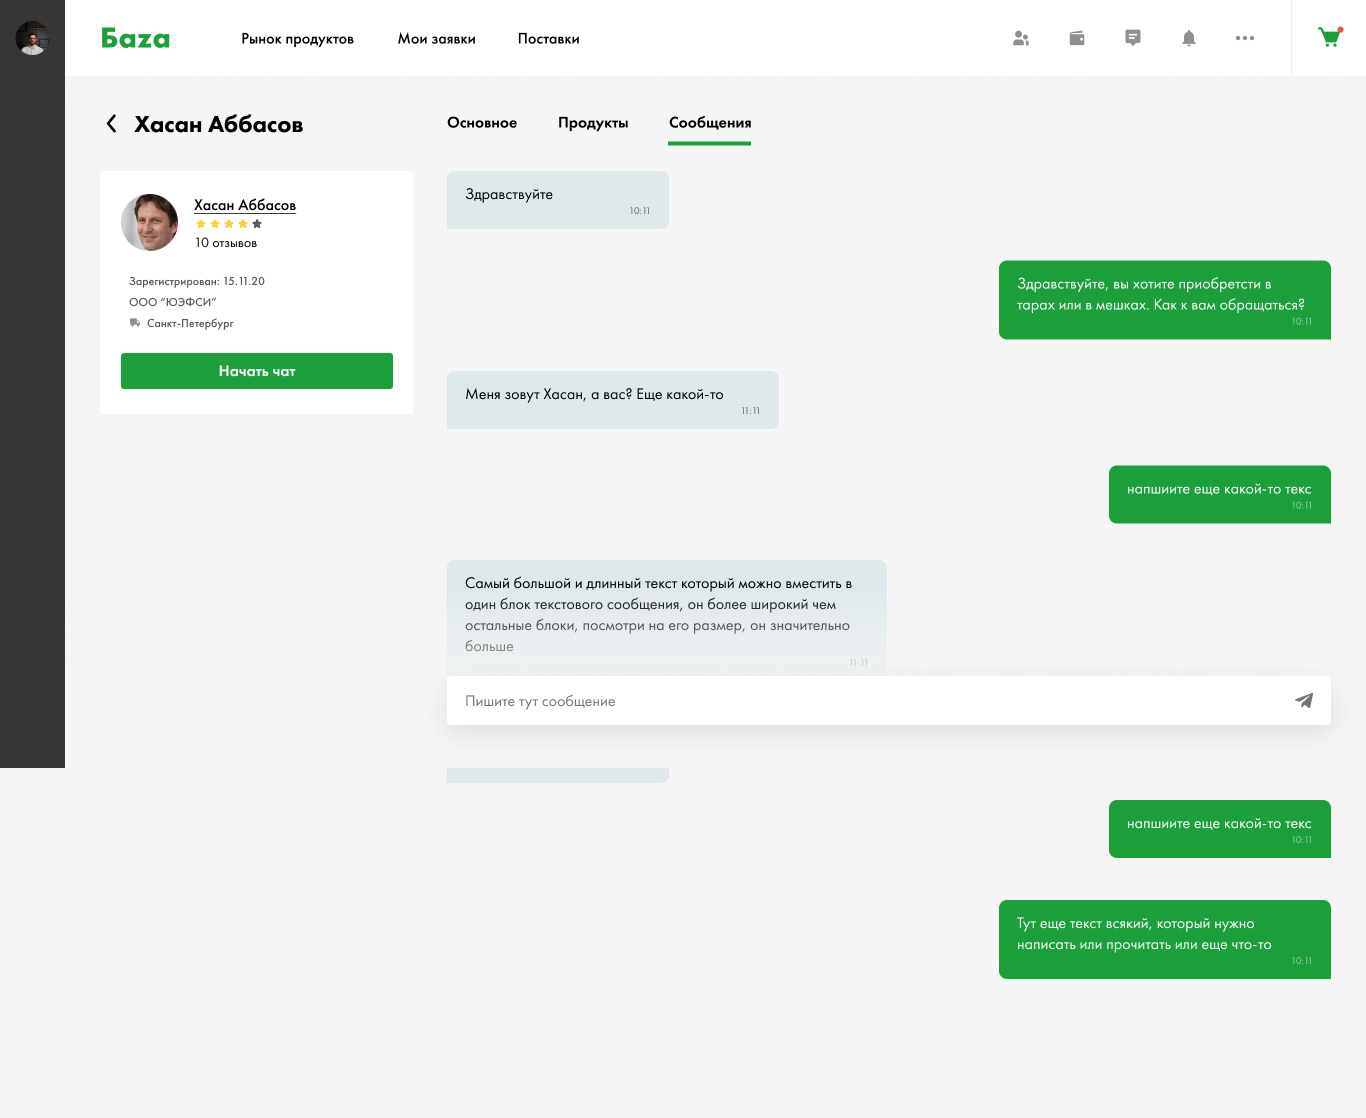 Баzа
Рынок продуктов
Мои заявки
Поставки
Хасан Аббасов
Основное
Продукты
Сообщения
Хасан Аббасов
10 отзывов
Зарегистрирован: 15.11.20
ООО “ЮЭФСИ”
Санкт-Петербург
Начать чат
Здравствуйте
10:11
Здравствуйте, вы хотите приобретсти в
тарах или в мешках. Как к вам обращаться?
10:11
Меня зовут Хасан, а вас? Еще какой-то
11:11
напшиите еще какой-то текс
10:11
Самый большой и длинный текст который можно вместить в
один блок текстового сообщения, он более широкий чем
остальные блоки, посмотри на его размер, он значительно
больше
11:11
Пишите тут сообщение
напшиите еще какой-то текс
10:11
Тут еще текст всякий, который нужно
написать или прочитать или еще что-то
10:11